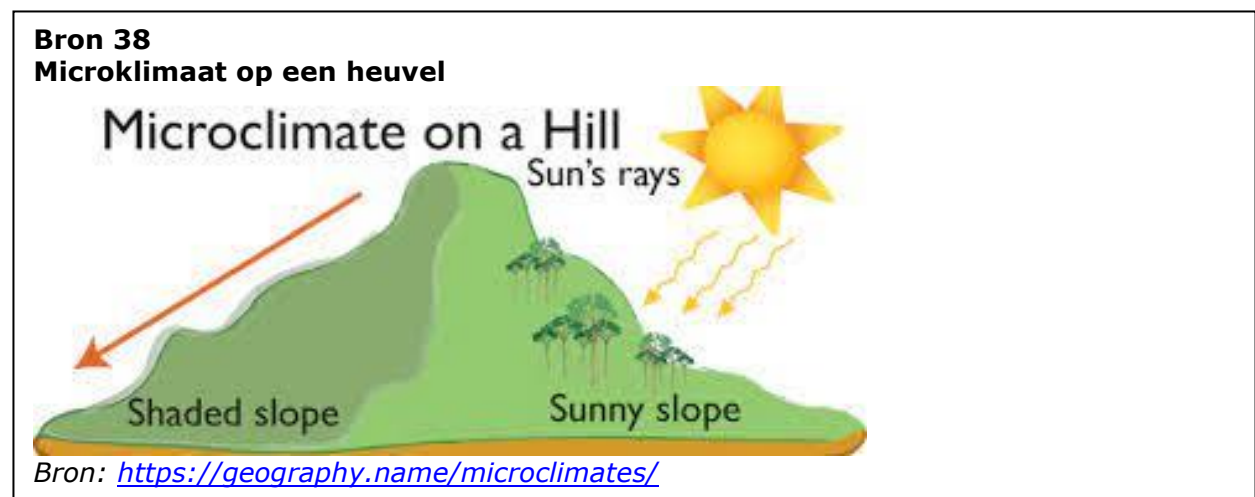 Bron 38
Microklimaat op een heuvel
Microclimate on a Hill
Sun's rays
Shaded slope
Sunny slope
Bron: https://geography.name/microclimates/